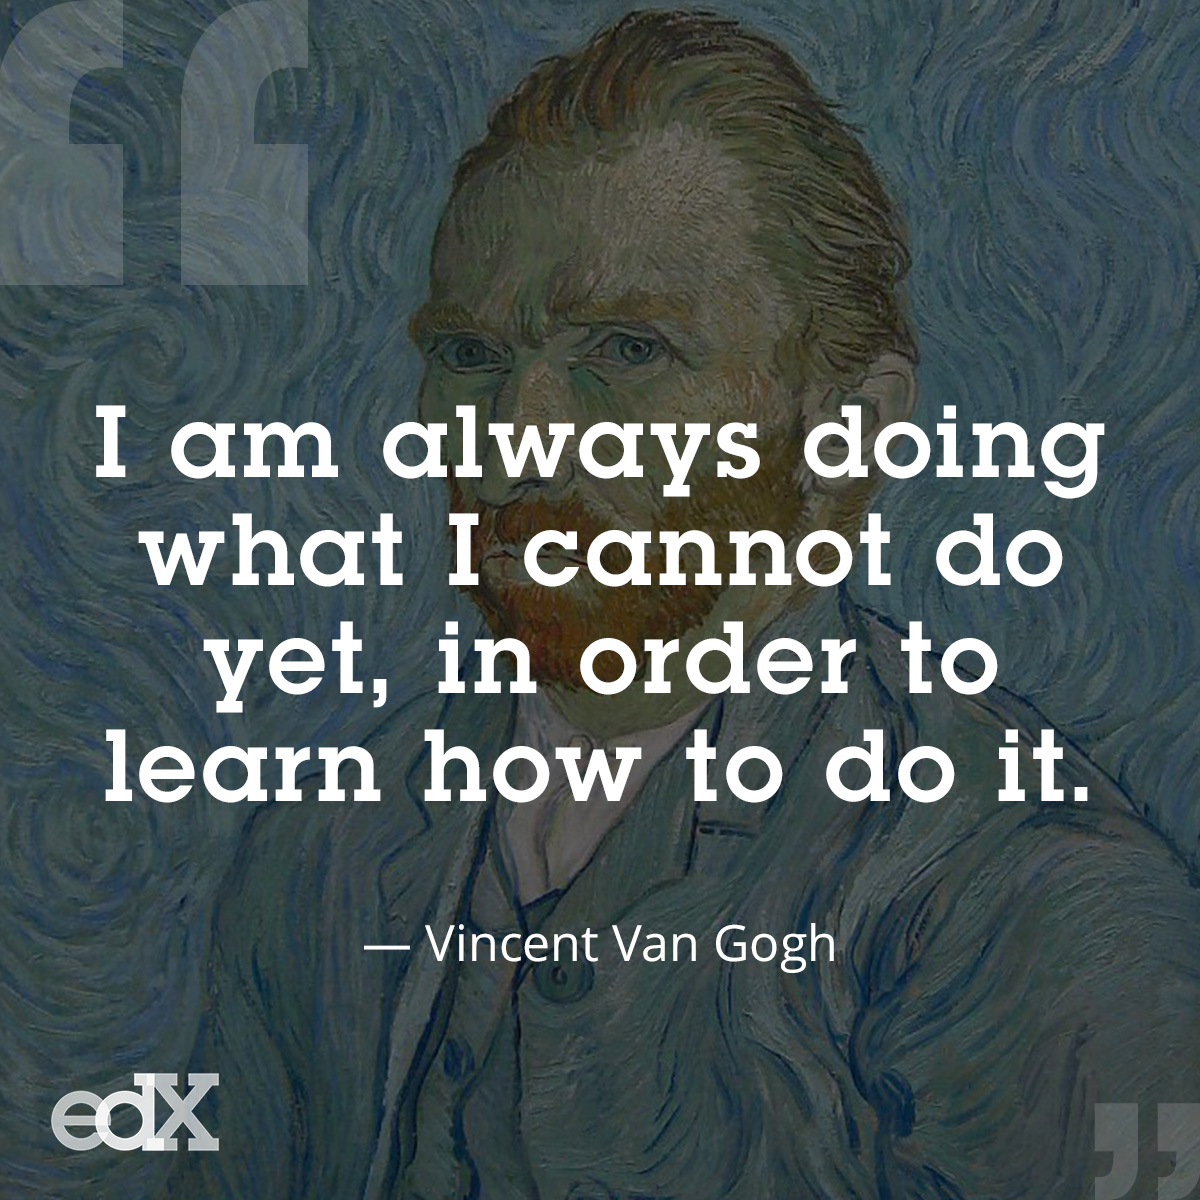 I am always doing
what I cannot do
yet, in order to
learn how to do it.
— Vincent Van Gogh
edX